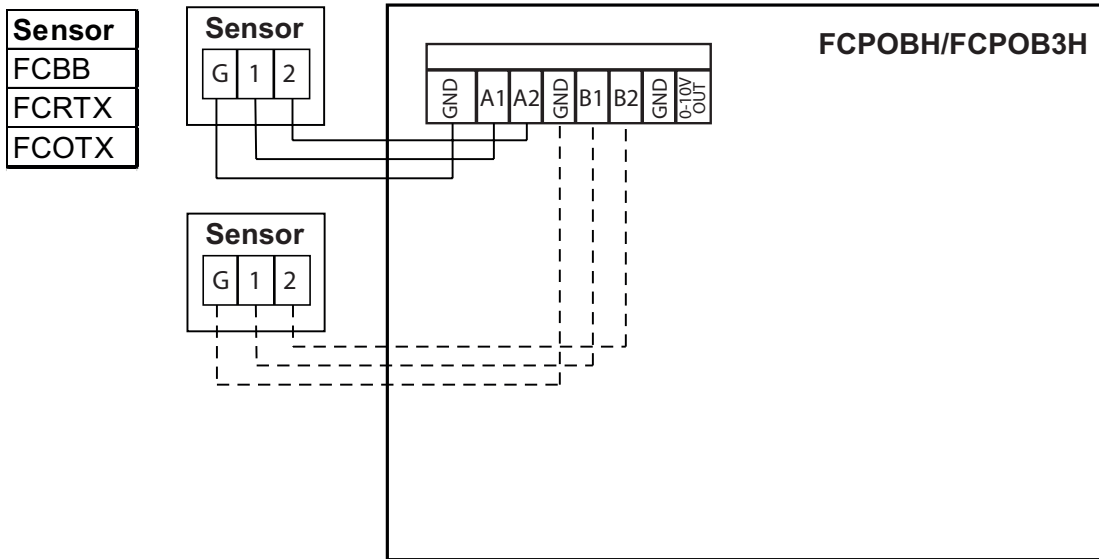 Sensor
FCBB
FCRTX
FCOTX
Sensor
G 1 2
FCPOBH/FCPOB3H
GND A1 A2 GND B1 B2 GND 0-10V OUT
Sensor
G 1 2